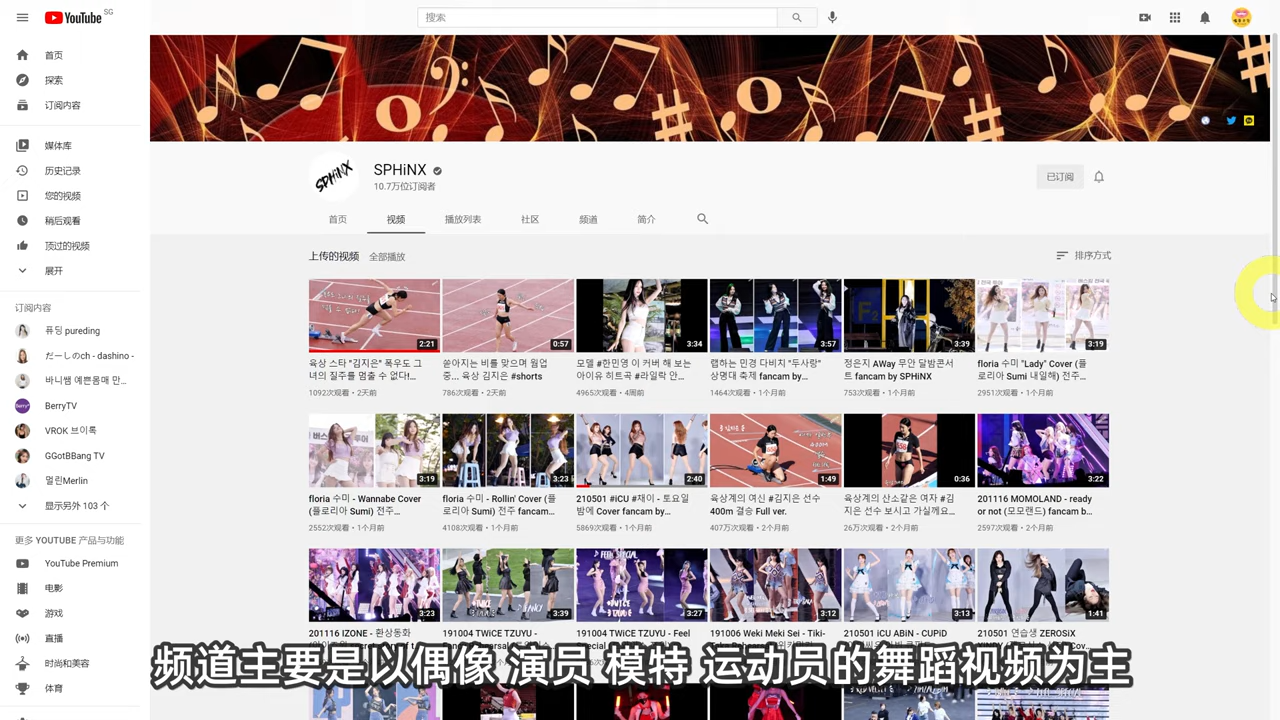 YouTube SG
搜索
首页
探索
订阅内容
媒体库
历史记录
您的视频
稍后观看
顶过的视频
展开
订阅内容
퓨딩 pureding
だーしのch - dashino -
바니쌤 예쁜몸매 만...
BerryTV
VROK 브이록
GGotBBang TV
멀린Merlin
显示另外 103 个
更多 YOUTUBE 产品与功能
YouTube Premium
电影
游戏
直播
时尚和美容
体育
SPHiNX
SPHiNX
10.7万位订阅者
已订阅
首页 视频 播放列表 社区 频道 简介
上传的视频 全部播放
排序方式
2:21 0:57 3:34 3:57 3:39 3:19
육상 스타 "김지은" 폭우도 그녀의 질주를 멈출 수 없다!...
1092次观看 • 2天前
쏟아지는 비를 맞으며 웜업 중... 육상 김지은 #shorts
786次观看 • 2天前
모델 #한민영 이 커버 해 보는 아이유 히트곡 #라일락 안...
4965次观看 • 4周前
랩하는 민경 다비치 "두사랑" 상명대 축제 fancam by...
1464次观看 • 1个月前
정은지 AWay 무안 달밤콘서트 fancam by SPHiNX
753次观看 • 1个月前
floria 수미 "Lady" Cover (플로리아 Sumi 내일해) 전주...
2951次观看 • 1个月前
3:19 3:23 2:40 1:49 0:36 3:22
floria 수미 - Wannabe Cover (플로리아 Sumi) 전주...
2552次观看 • 1个月前
floria 수미 - Rollin' Cover (플로리아 Sumi) 전주 fancam...
4108次观看 • 1个月前
210501 #iCU #재이 - 토요일 밤에 Cover fancam by...
5869次观看 • 1个月前
육상계의 여신 #김지은 선수 400m 결승 Full ver.
407万次观看 • 2个月前
육상계의 산소같은 여자 #김지은 선수 보시고 가실께요...
26万次观看 • 2个月前
201116 MOMOLAND - ready or not (모모랜드) fancam b...
2597次观看 • 2个月前
3:23 3:39 3:27 3:12 3:13 1:41
201116 IZONE - 환상동화
191004 TWiCE TZUYU -
191004 TWiCE TZUYU - Feel
191006 Weki Meki Sei - Tiki-
210501 iCU ABiN - CUPiD
210501 연습생 ZEROSiX
频道主要是以偶像 演员 模特 运动员的舞蹈视频为主